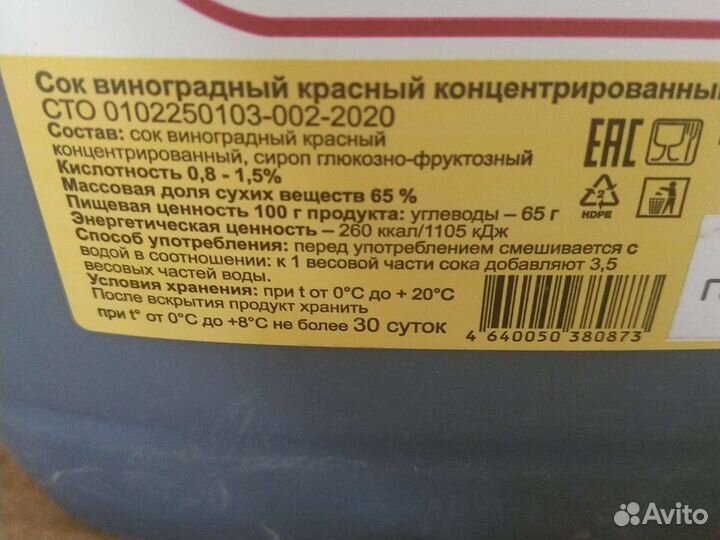 Сок виноградный красный концентрированный
СТО 0102250103-002-2020
Состав: сок виноградный красный
концентрированный, сироп глюкозно-фруктозный
Кислотность 0,8 - 1,5%
Массовая доля сухих веществ 65 %
Пищевая ценность 100 г продукта: углеводы – 65 г
Энергетическая ценность – 260 ккал/1105 кДж
Способ употребления: перед употреблением смешивается с
водой в соотношении: к 1 весовой части сока добавляют 3,5
весовых частей воды.
Условия хранения: при t от 0°C до + 20°C
После вскрытия продукт хранить
при t° от 0°C до +8°C не более 30 суток
EAC
2
HDPE
4 640050 380873
Avito